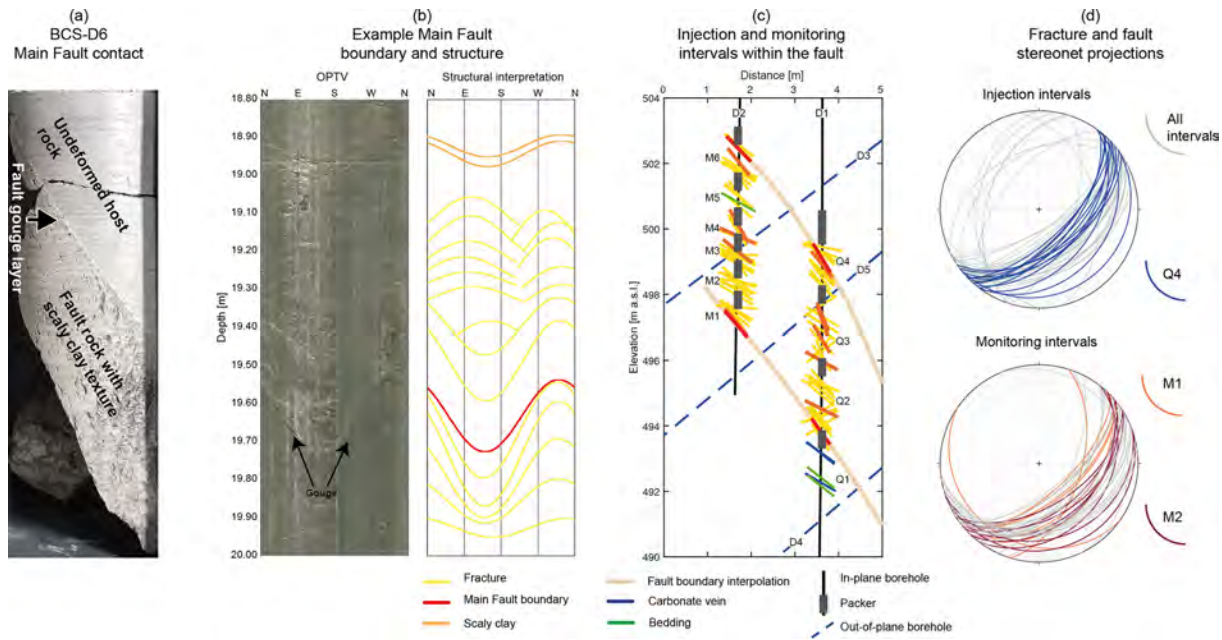 (a)
BCS-D6
Main Fault contact
Undeformed host
rock
Fault gouge layer
Fault rock with
scaly clay texture
(b)
Example Main Fault
boundary and structure
OPTV
Structural interpretation
N E S W N
N E S W N
Depth [m]
18.80
18.90
19.00
19.10
19.20
19.30
19.40
19.50
19.60
19.70
19.80
19.90
20.00
Gouge
(c)
Injection and monitoring
intervals within the fault
Distance [m]
0 1 2 3 4 5
Elevation [m a.s.l.]
504
502
500
498
496
494
492
490
D2
D1
D3
D5
D4
M6
M5
M4
M3
M2
M1
Q4
Q3
Q2
Q1
(d)
Fracture and fault
stereonet projections
Injection intervals
All
intervals
Q4
Monitoring intervals
M1
M2
Fracture
Main Fault boundary
Scaly clay
Fault boundary interpolation
Carbonate vein
Bedding
In-plane borehole
Packer
Out-of-plane borehole